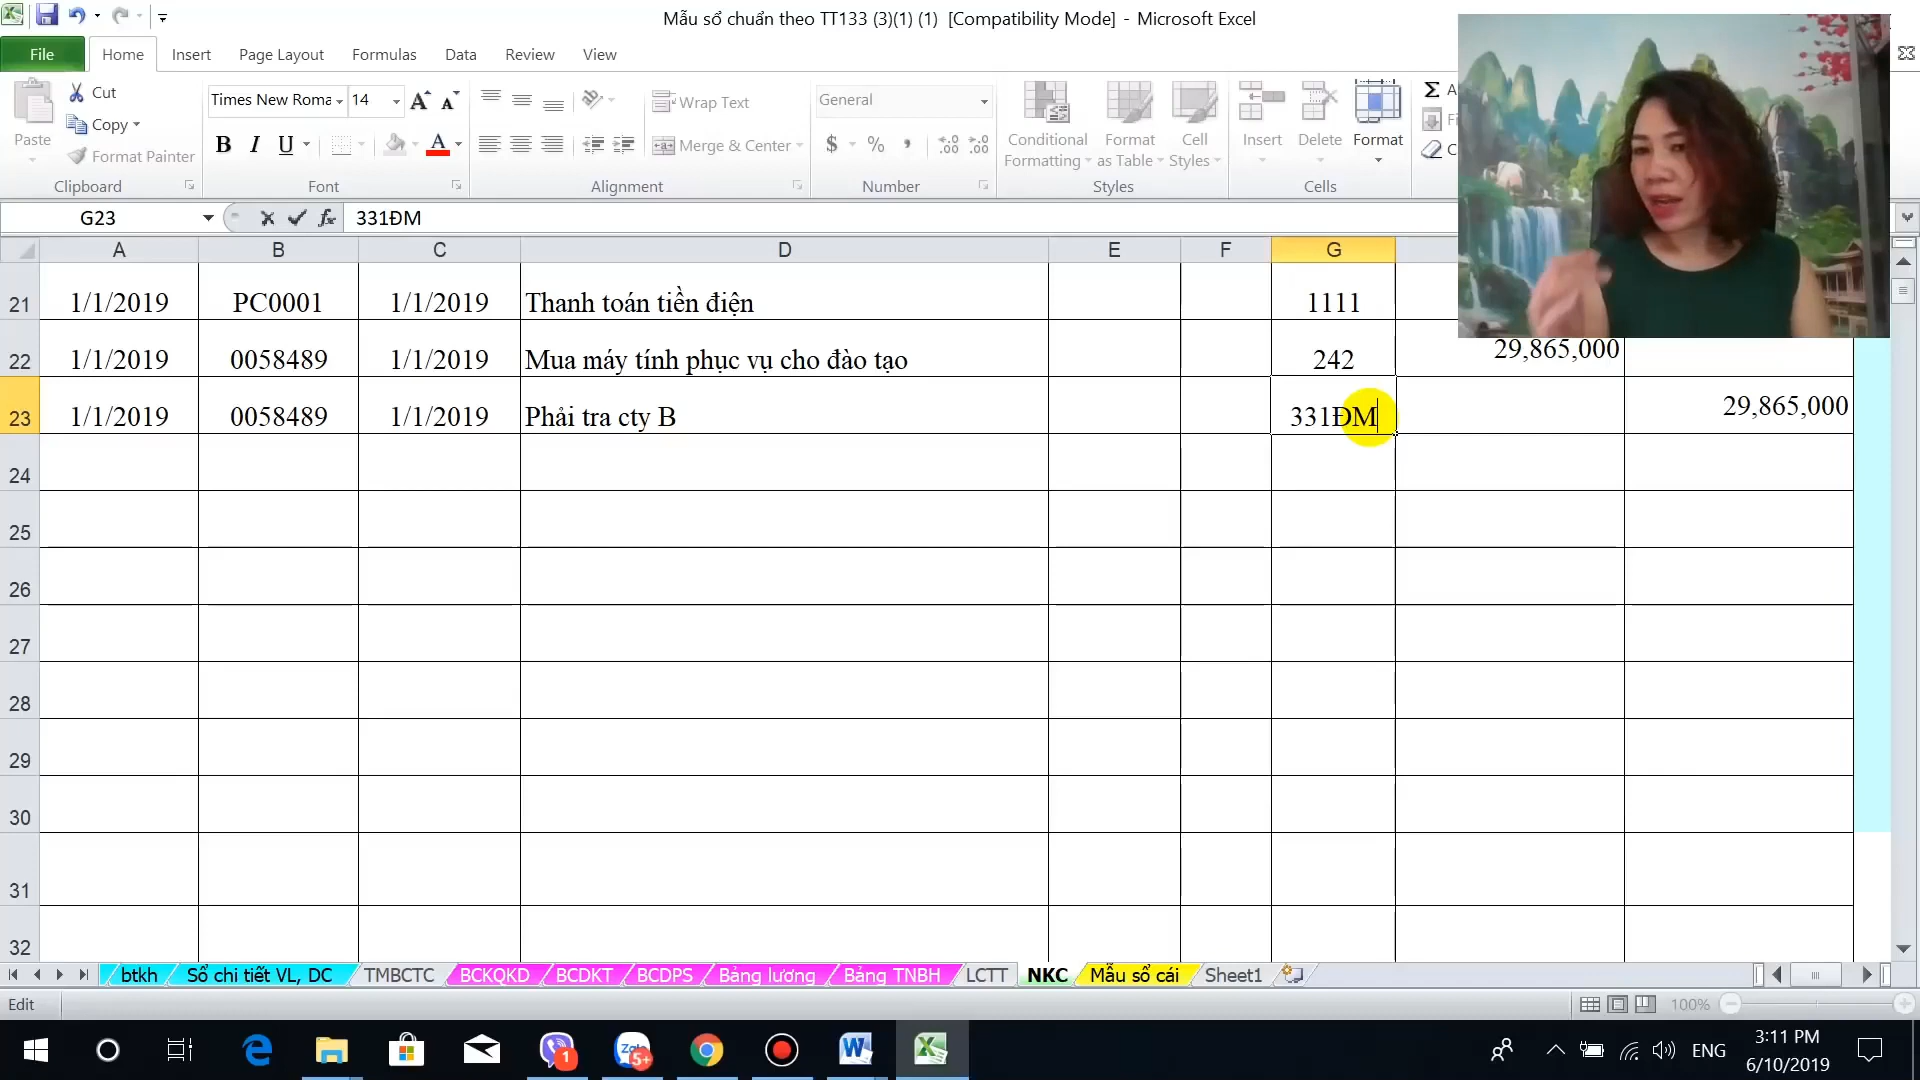 Mẫu sổ chuẩn theo TT133 (3)(1) (1) [Compatibility Mode] - Microsoft Excel
File Home Insert Page Layout Formulas Data Review View
Paste
Cut
Copy
Format Painter
Clipboard
Times New Roma 14
B I U
Font
Wrap Text
Merge & Center
Alignment
General
$ %
Number
Conditional Formatting
Format as Table
Cell Styles
Styles
Insert Delete Format
Cells
G23 331ĐM
A B C D E F G
21 1/1/2019 PC0001 1/1/2019 Thanh toán tiền điện 1111
22 1/1/2019 0058489 1/1/2019 Mua máy tính phục vụ cho đào tạo 242 29,865,000
23 1/1/2019 0058489 1/1/2019 Phải tra cty B 331ĐM 29,865,000
24
25
26
27
28
29
30
31
32
btkh Sổ chi tiết VL, DC TMBCTC BCKQKD BCDKT BCDPS Bảng lương Bảng TNBH LCTT NKC Mẫu sổ cái Sheet1
Edit 100%
1 Zalo 5+ ENG 3:11 PM
6/10/2019